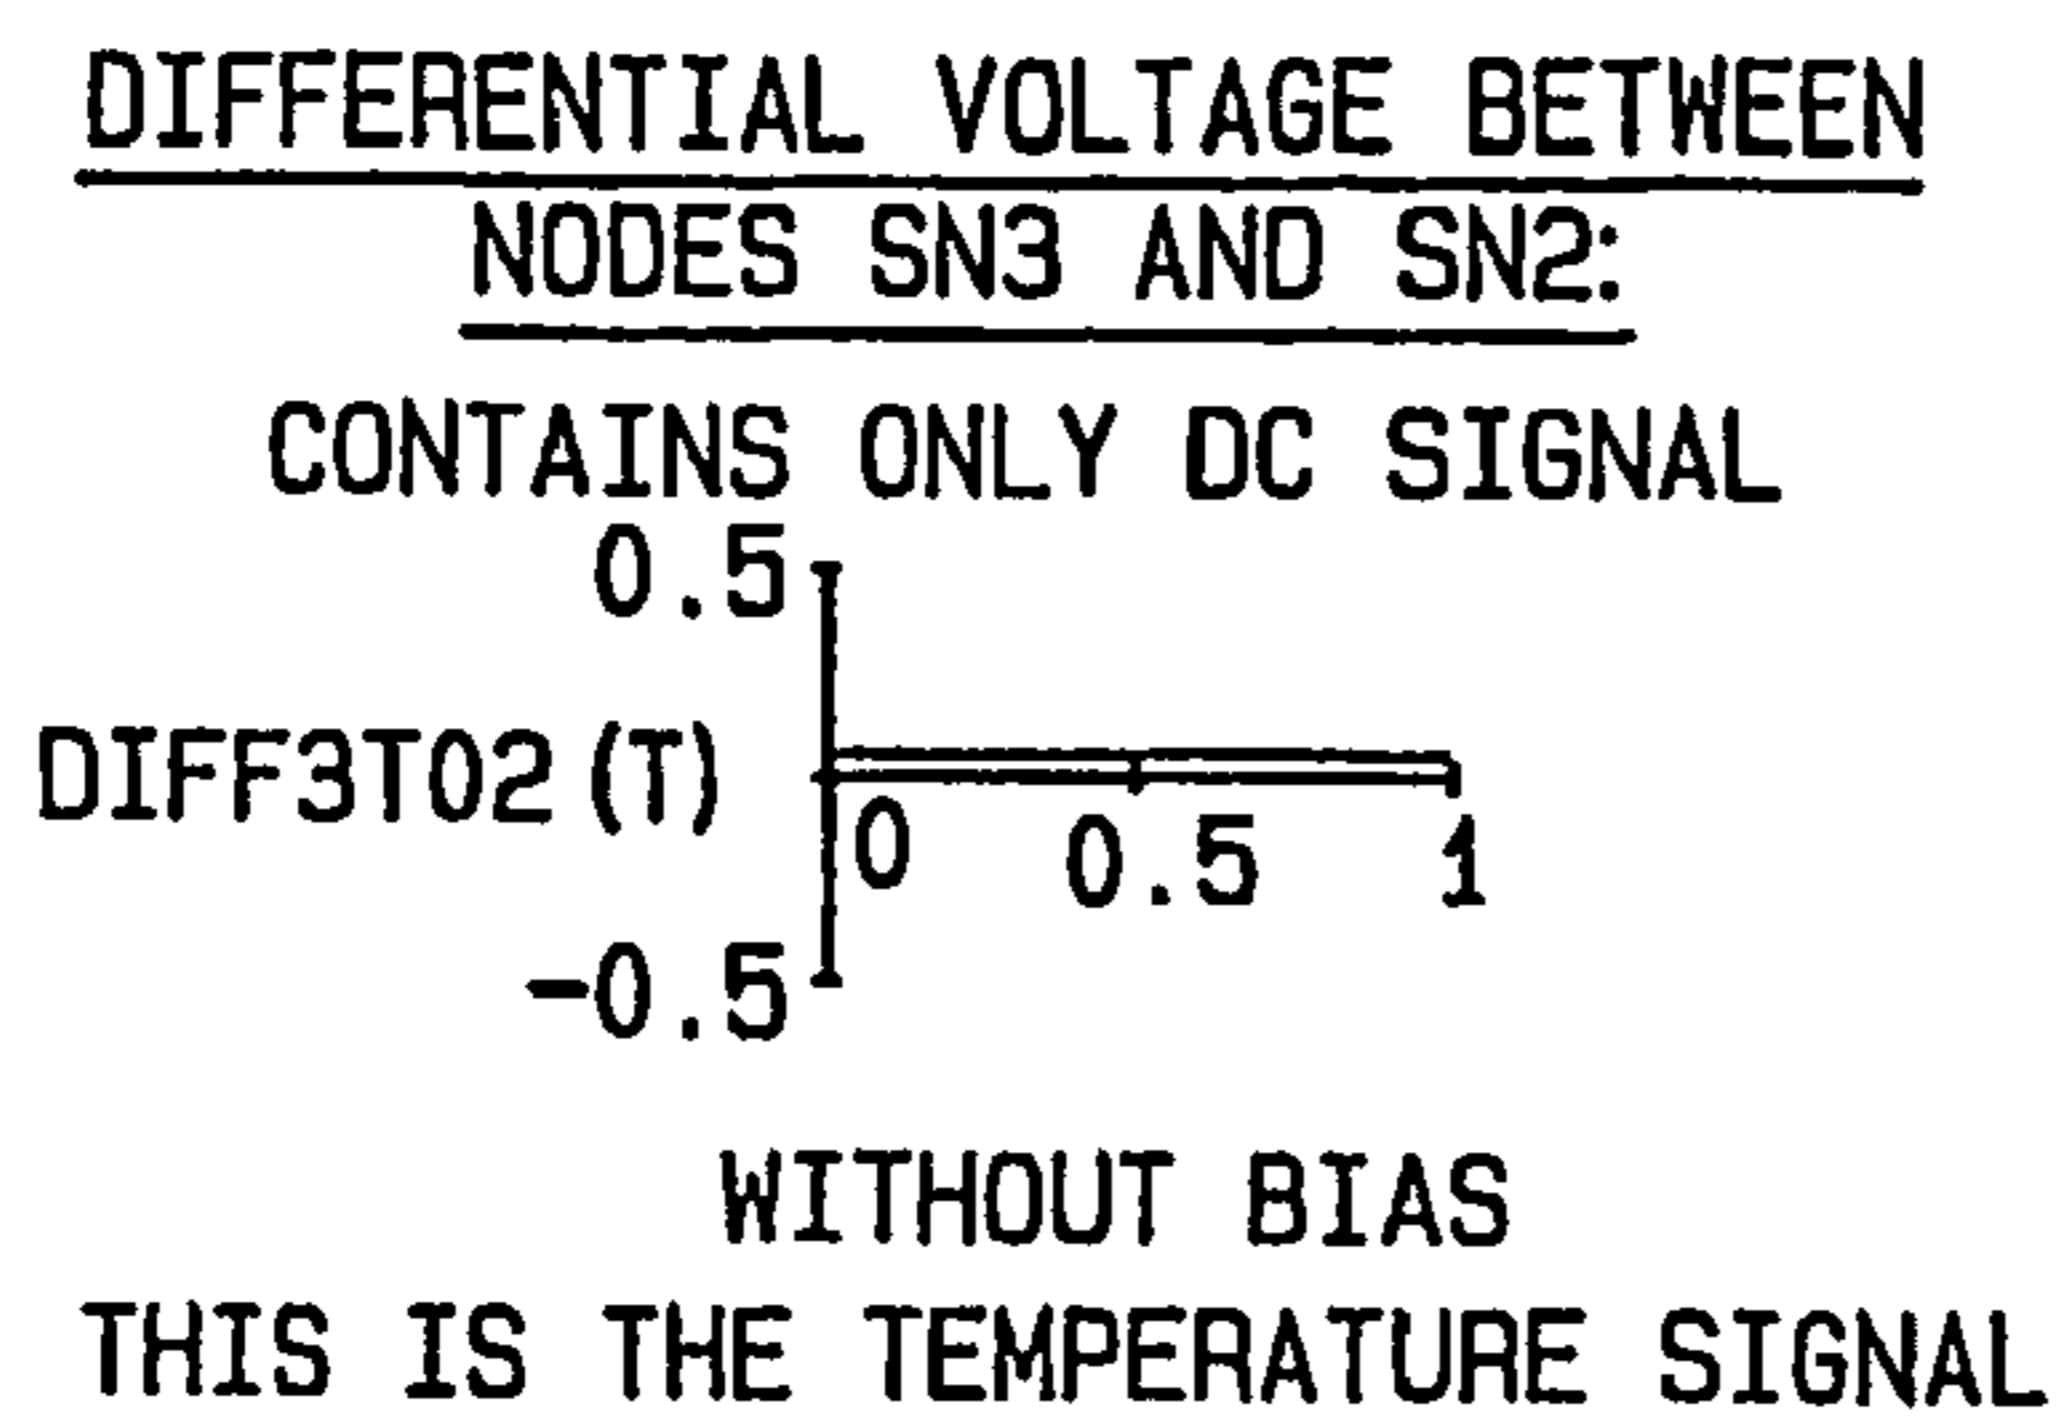 DIFFERENTIAL VOLTAGE BETWEEN
NODES SN3 AND SN2:
CONTAINS ONLY DC SIGNAL
0.5
DIFF3TO2(T)
0 0.5 1
-0.5
WITHOUT BIAS
THIS IS THE TEMPERATURE SIGNAL